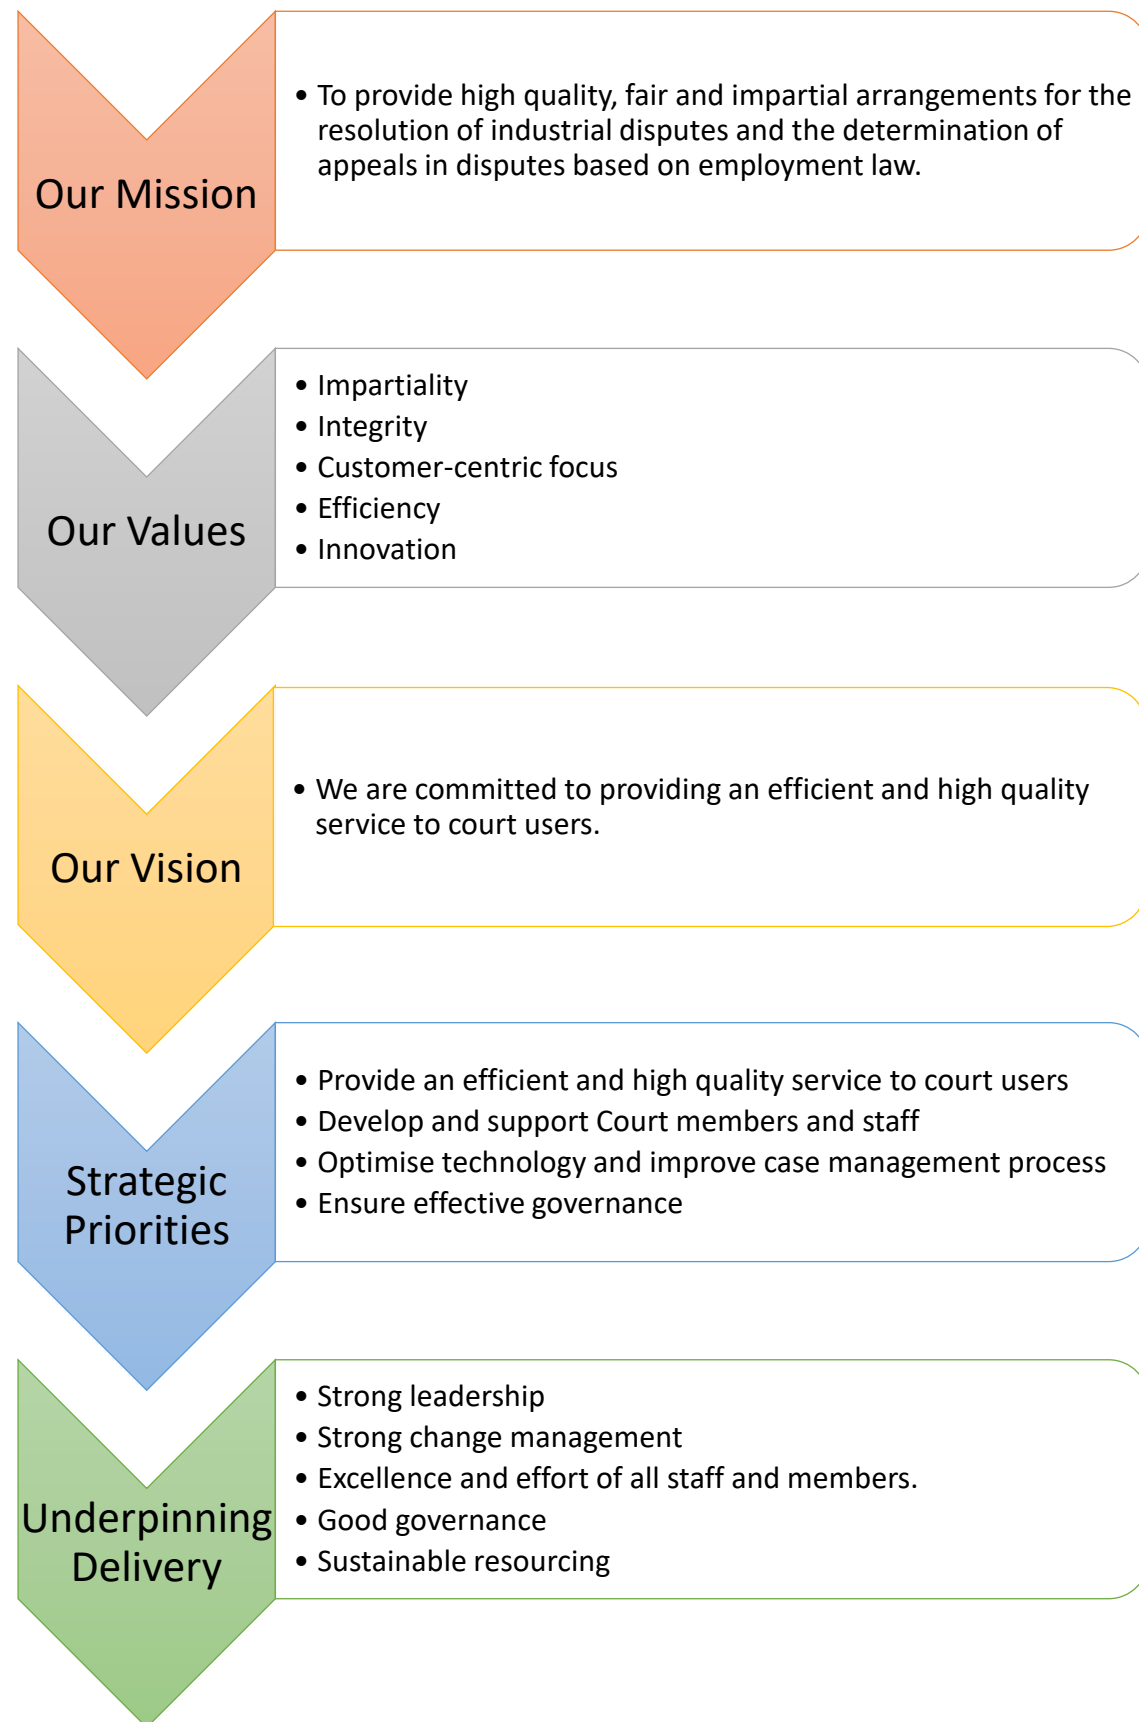 Our Mission
• To provide high quality, fair and impartial arrangements for the
resolution of industrial disputes and the determination of
appeals in disputes based on employment law.
Our Values
• Impartiality
• Integrity
• Customer-centric focus
• Efficiency
• Innovation
Our Vision
• We are committed to providing an efficient and high quality
service to court users.
Strategic
Priorities
• Provide an efficient and high quality service to court users
• Develop and support Court members and staff
• Optimise technology and improve case management process
• Ensure effective governance
Underpinning
Delivery
• Strong leadership
• Strong change management
• Excellence and effort of all staff and members.
• Good governance
• Sustainable resourcing